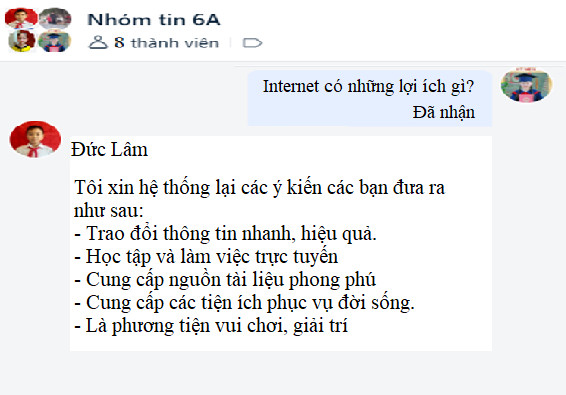 Nhóm tin 6A
8 thành viên
Internet có những lợi ích gì?
Đã nhận
Đức Lâm
Tôi xin hệ thống lại các ý kiến các bạn đưa ra
như sau:
- Trao đổi thông tin nhanh, hiệu quả.
- Học tập và làm việc trực tuyến
- Cung cấp nguồn tài liệu phong phú
- Cung cấp các tiện ích phục vụ đời sống.
- Là phương tiện vui chơi, giải trí